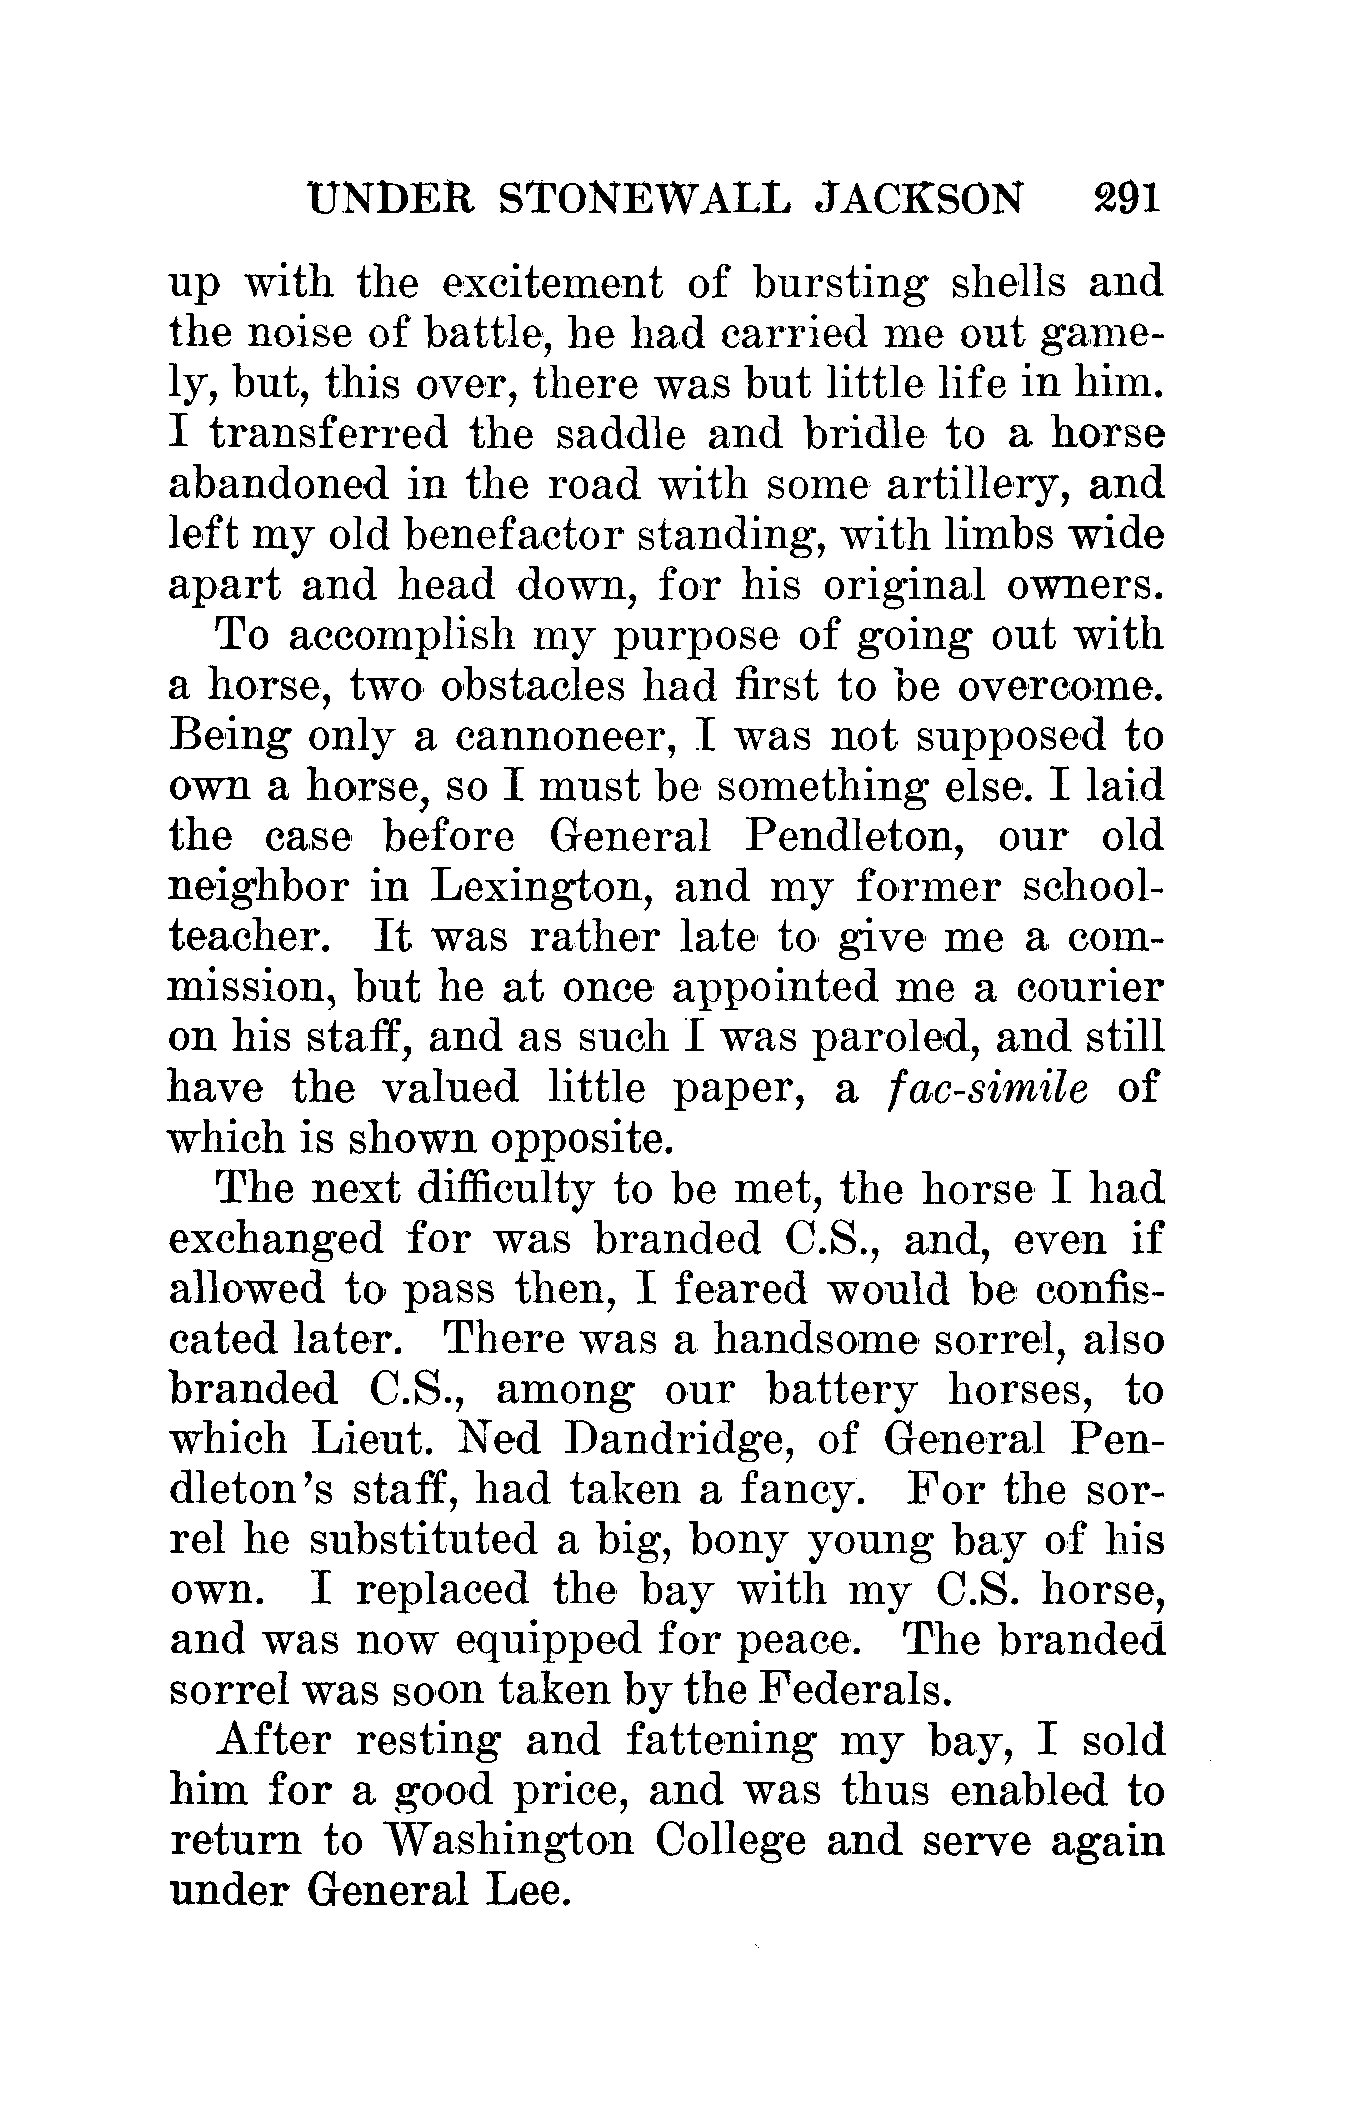 UNDER STONEWALL JACKSON 291
up with the excitement of bursting shells and
the noise of battle, he had carried me out game-
ly, but, this over, there was but little life in him.
I transferred the saddle and bridle to a horse
abandoned in the road with some artillery, and
left my old benefactor standing, with limbs wide
apart and head down, for his original owners.
To accomplish my purpose of going out with
a horse, two obstacles had first to be overcome.
Being only a cannoneer, I was not supposed to
own a horse, so I must be something else. I laid
the case before General Pendleton, our old
neighbor in Lexington, and my former school-
teacher. It was rather late to give me a com-
mission, but he at once appointed me a courier
on his staff, and as such I was paroled, and still
have the valued little paper, a fac-simile of
which is shown opposite.
The next difficulty to be met, the horse I had
exchanged for was branded C.S., and, even if
allowed to pass then, I feared would be confis-
cated later. There was a handsome sorrel, also
branded C.S., among our battery horses, to
which Lieut. Ned Dandridge, of General Pen-
dleton's staff, had taken a fancy. For the sor-
rel he substituted a big, bony young bay of his
own. I replaced the bay with my C.S. horse,
and was now equipped for peace. The branded
sorrel was soon taken by the Federals.
After resting and fattening my bay, I sold
him for a good price, and was thus enabled to
return to Washington College and serve again
under General Lee.